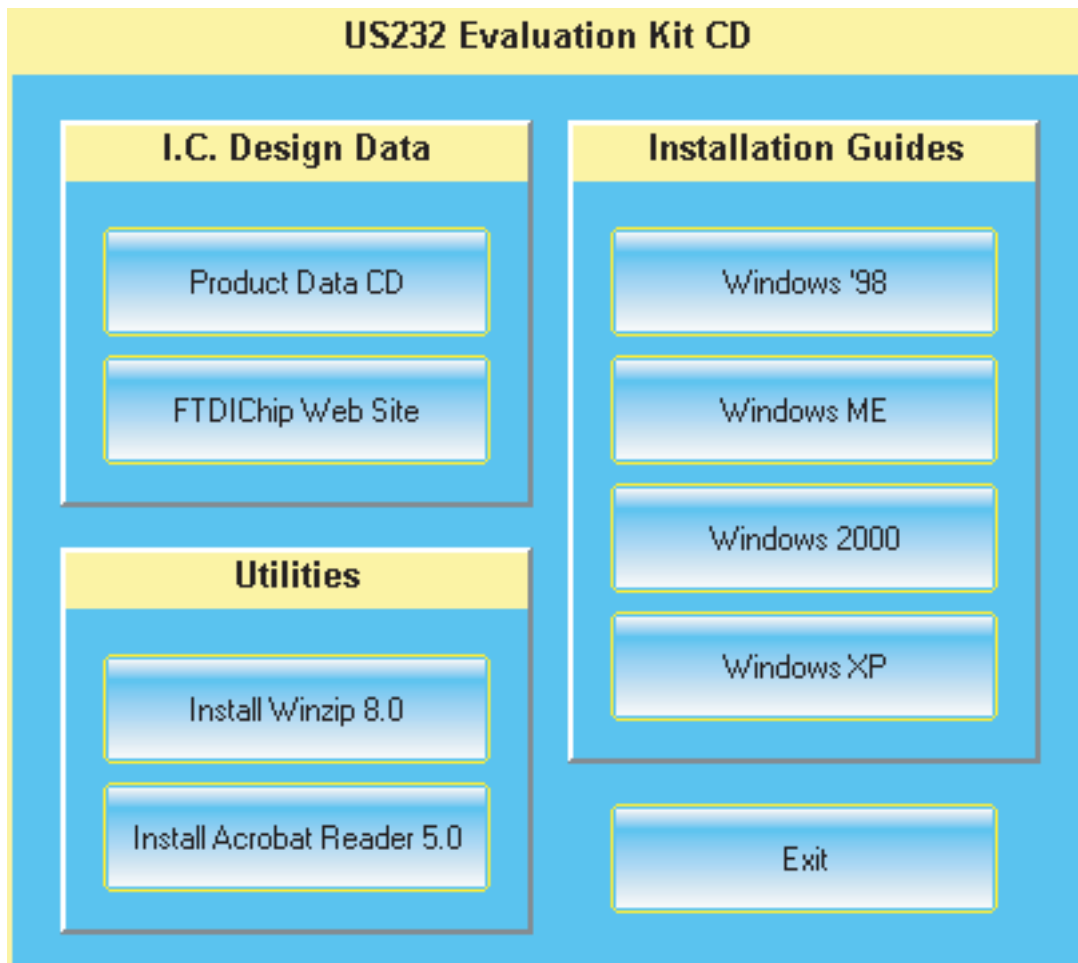 US232 Evaluation Kit CD
I.C. Design Data
Product Data CD
FTDIChip Web Site
Utilities
Install Winzip 8.0
Install Acrobat Reader 5.0
Installation Guides
Windows '98
Windows ME
Windows 2000
Windows XP
Exit